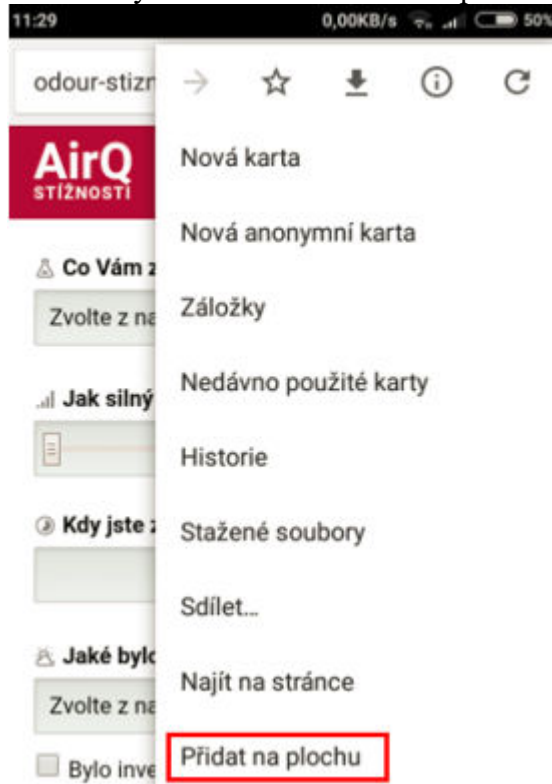 11:29 0,00KB/s 50%
odour-stizn
AirQ
STÍŽNOSTI
Nová karta
Nová anonymní karta
Co Vám z
Zvolte z na
Záložky
Nedávno použité karty
Jak silný
Historie
Kdy jste z
Stažené soubory
Sdílet...
Jaké bylo
Najít na stránce
Zvolte z na
Přidat na plochu
Bylo inve